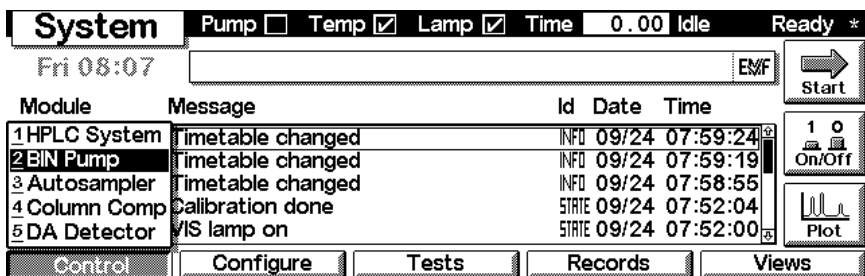 System Pump Temp Lamp Time 0.00 Idle Ready *
Fri 08:07 EMF
Start
Module Message Id Date Time
1 HPLC System Timetable changed INFO 09/24 07:59:24
2 BIN Pump Timetable changed INFO 09/24 07:59:19
1 0
On/Off
3 Autosampler Timetable changed INFO 09/24 07:58:55
4 Column Comp Calibration done STATE 09/24 07:52:04
5 DA Detector VIS lamp on STATE 09/24 07:52:00
Plot
Control Configure Tests Records Views